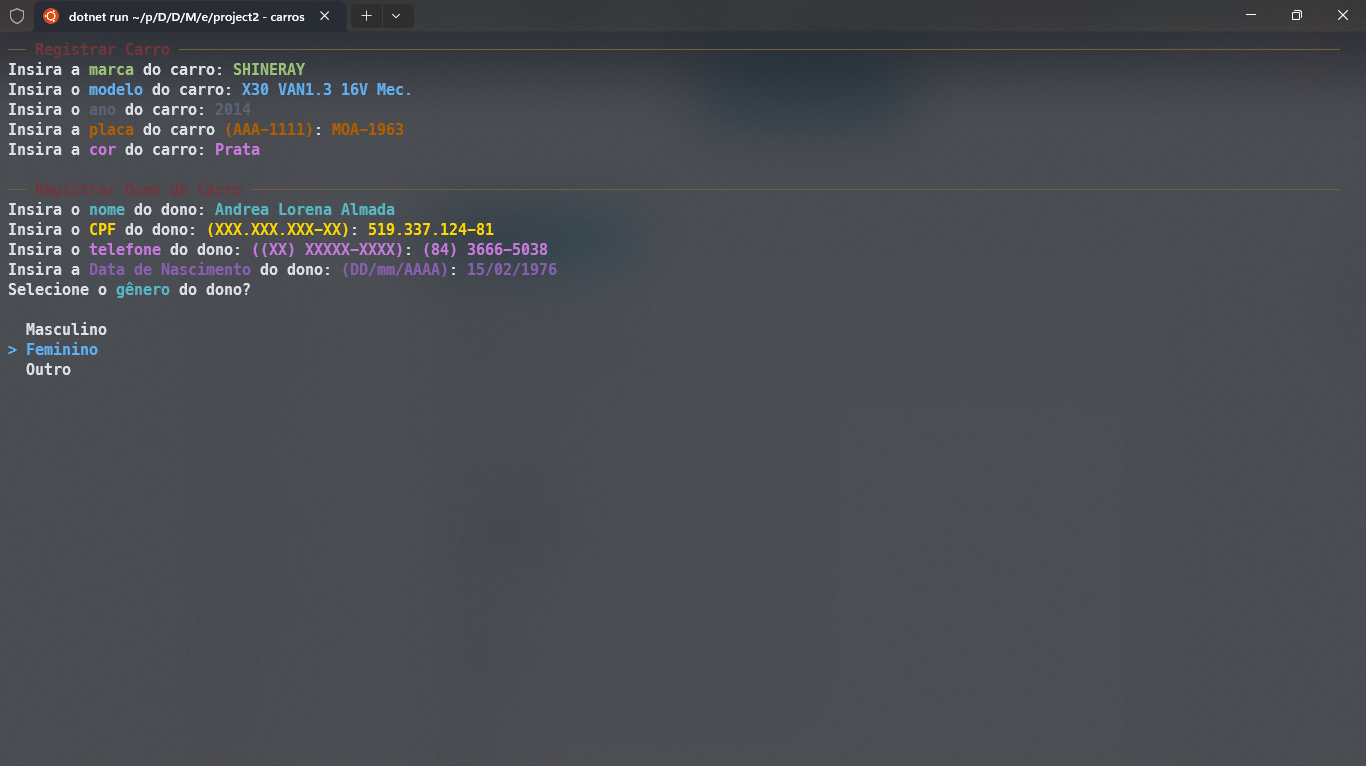 dotnet run ~/p/D/D/M/e/project2 - carros
Registrar Carro
Insira a marca do carro: SHINERAY
Insira o modelo do carro: X30 VAN1.3 16V Mec.
Insira o ano do carro: 2014
Insira a placa do carro (AAA-1111): MOA-1963
Insira a cor do carro: Prata
Registrar Dono do Carro
Insira o nome do dono: Andrea Lorena Almada
Insira o CPF do dono: (XXX.XXX.XXX-XX): 519.337.124-81
Insira o telefone do dono: ((XX) XXXXX-XXXX): (84) 3666-5038
Insira a Data de Nascimento do dono: (DD/mm/AAAA): 15/02/1976
Selecione o gênero do dono?
Masculino
> Feminino
Outro